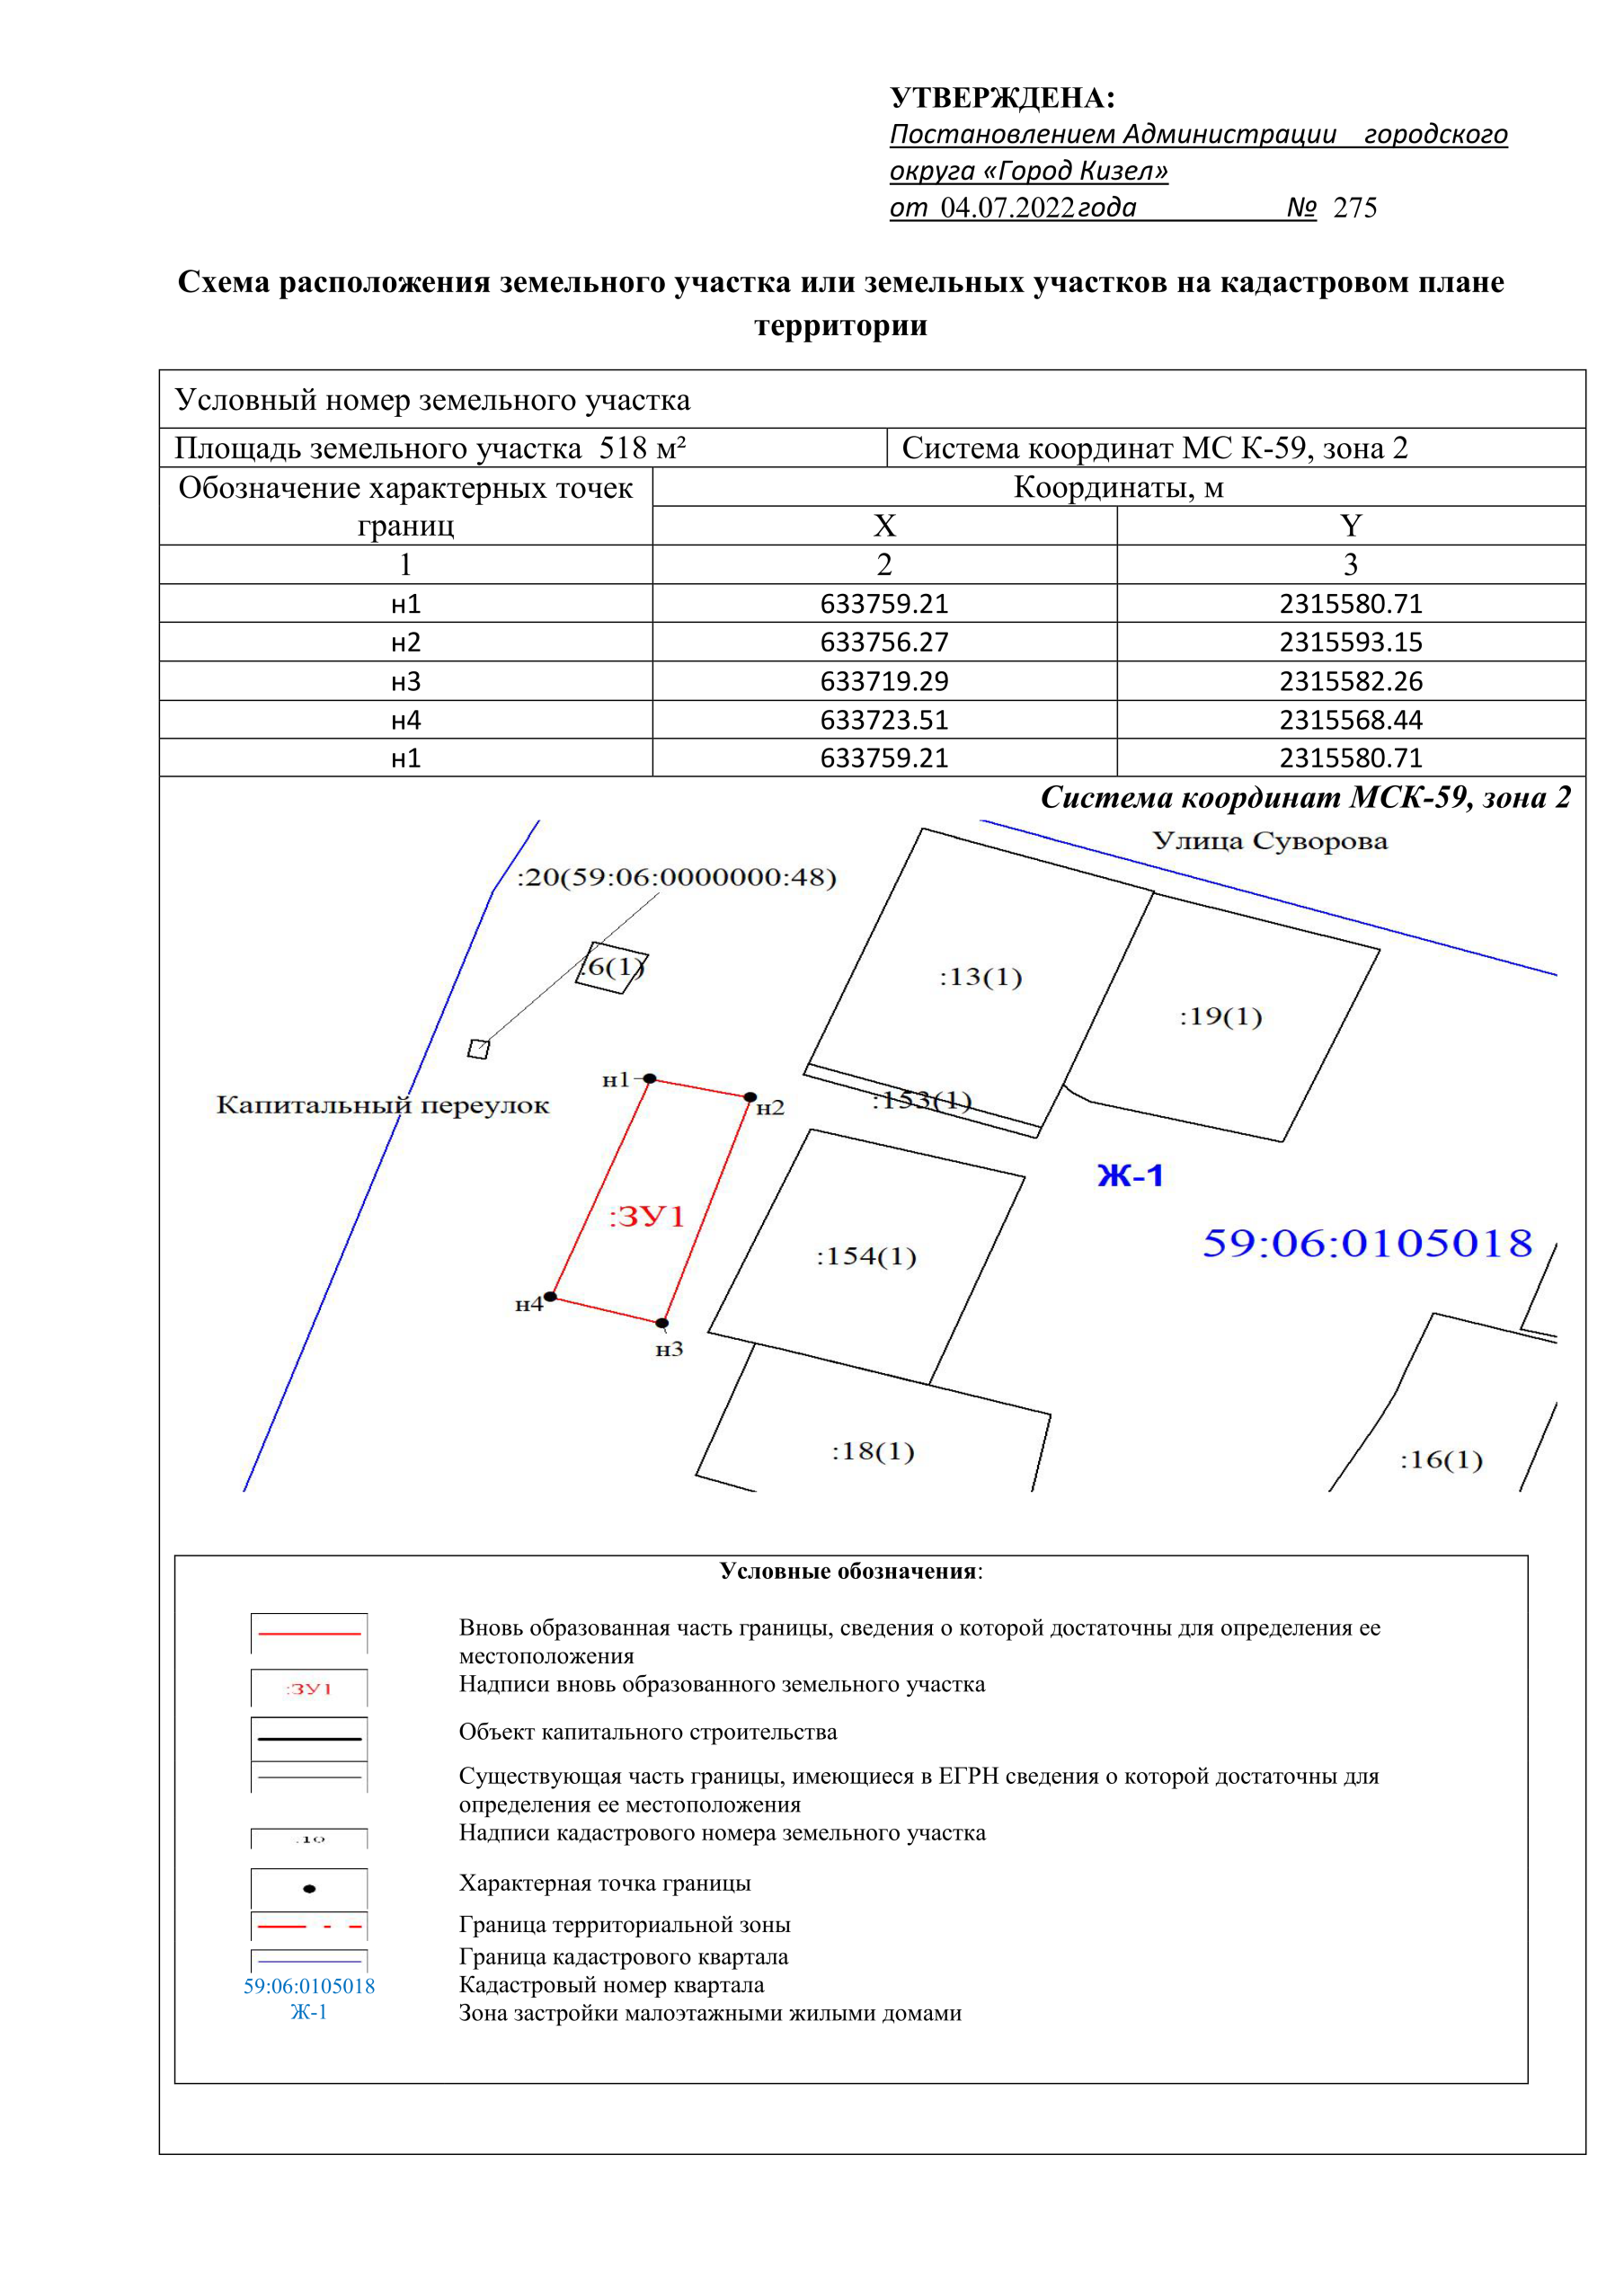 УТВЕРЖДЕНА:
Постановлением Администрации городского
округа «Город Кизел»
от 04.07.2022 года № 275
Схема расположения земельного участка или земельных участков на кадастровом плане
территории
Условный номер земельного участка
Площадь земельного участка 518 м²
Система координат МС К-59, зона 2
Обозначение характерных точек
границ
Координаты, м
X
Y
1
2
3
н1 633759.21 2315580.71
н2 633756.27 2315593.15
н3 633719.29 2315582.26
н4 633723.51 2315568.44
н1 633759.21 2315580.71
Система координат МСК-59, зона 2
Улица Суворова
:20(59:06:0000000:48)
:6(1)
:13(1)
:19(1)
н1
:153(1)
Капитальный переулок
н2
Ж-1
:ЗУ1
59:06:0105018
:154(1)
н4
н3
:18(1)
:16(1)
Условные обозначения:
Вновь образованная часть границы, сведения о которой достаточны для определения ее
местоположения
:ЗУ1 Надписи вновь образованного земельного участка
Объект капитального строительства
Существующая часть границы, имеющиеся в ЕГРН сведения о которой достаточны для
определения ее местоположения
Надписи кадастрового номера земельного участка
Характерная точка границы
Граница территориальной зоны
Граница кадастрового квартала
59:06:0105018 Кадастровый номер квартала
Ж-1 Зона застройки малоэтажными жилыми домами